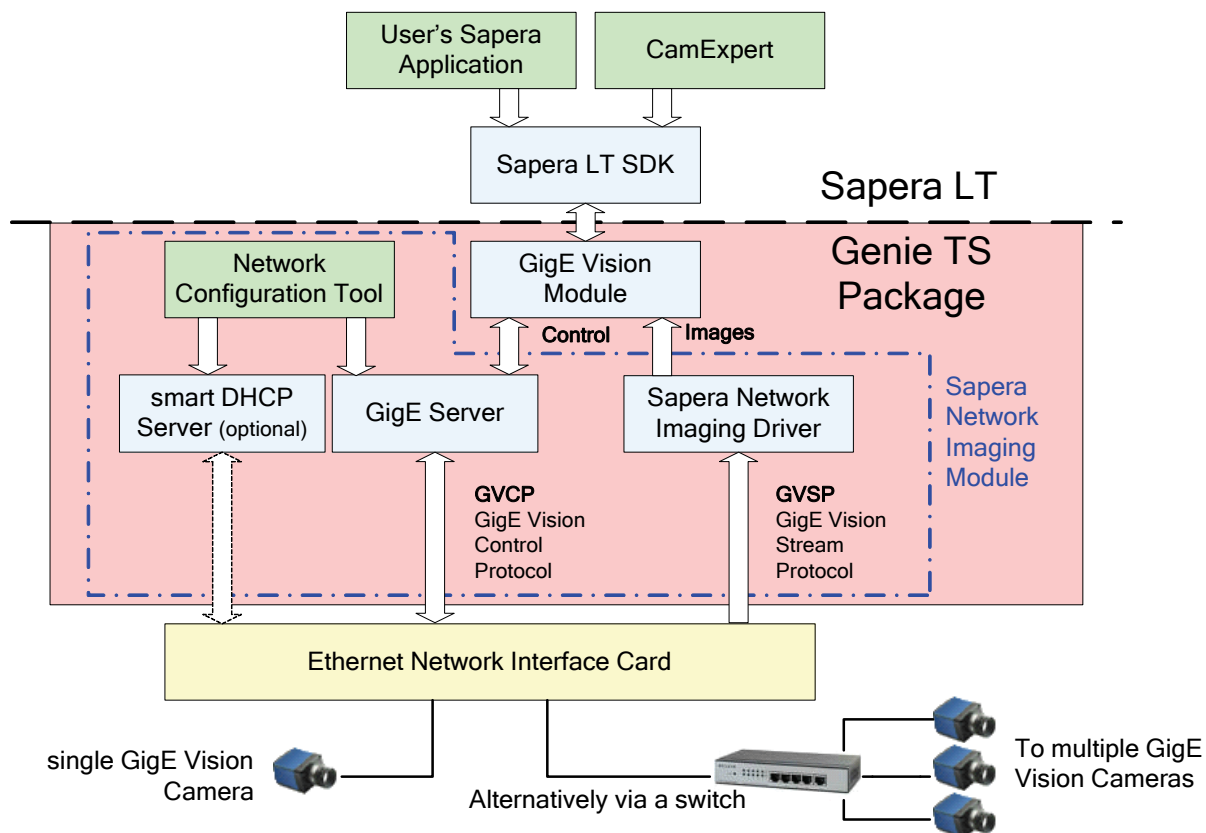 User's Sapera
Application
CamExpert
Sapera LT SDK
Sapera LT
Network
Configuration Tool
GigE Vision
Module
Genie TS
Package
Control
Images
smart DHCP
Server (optional)
GigE Server
Sapera Network
Imaging Driver
Sapera
Network
Imaging
Module
GVCP
GigE Vision
Control
Protocol
GVSP
GigE Vision
Stream
Protocol
Ethernet Network Interface Card
single GigE Vision
Camera
Alternatively via a switch
To multiple GigE
Vision Cameras